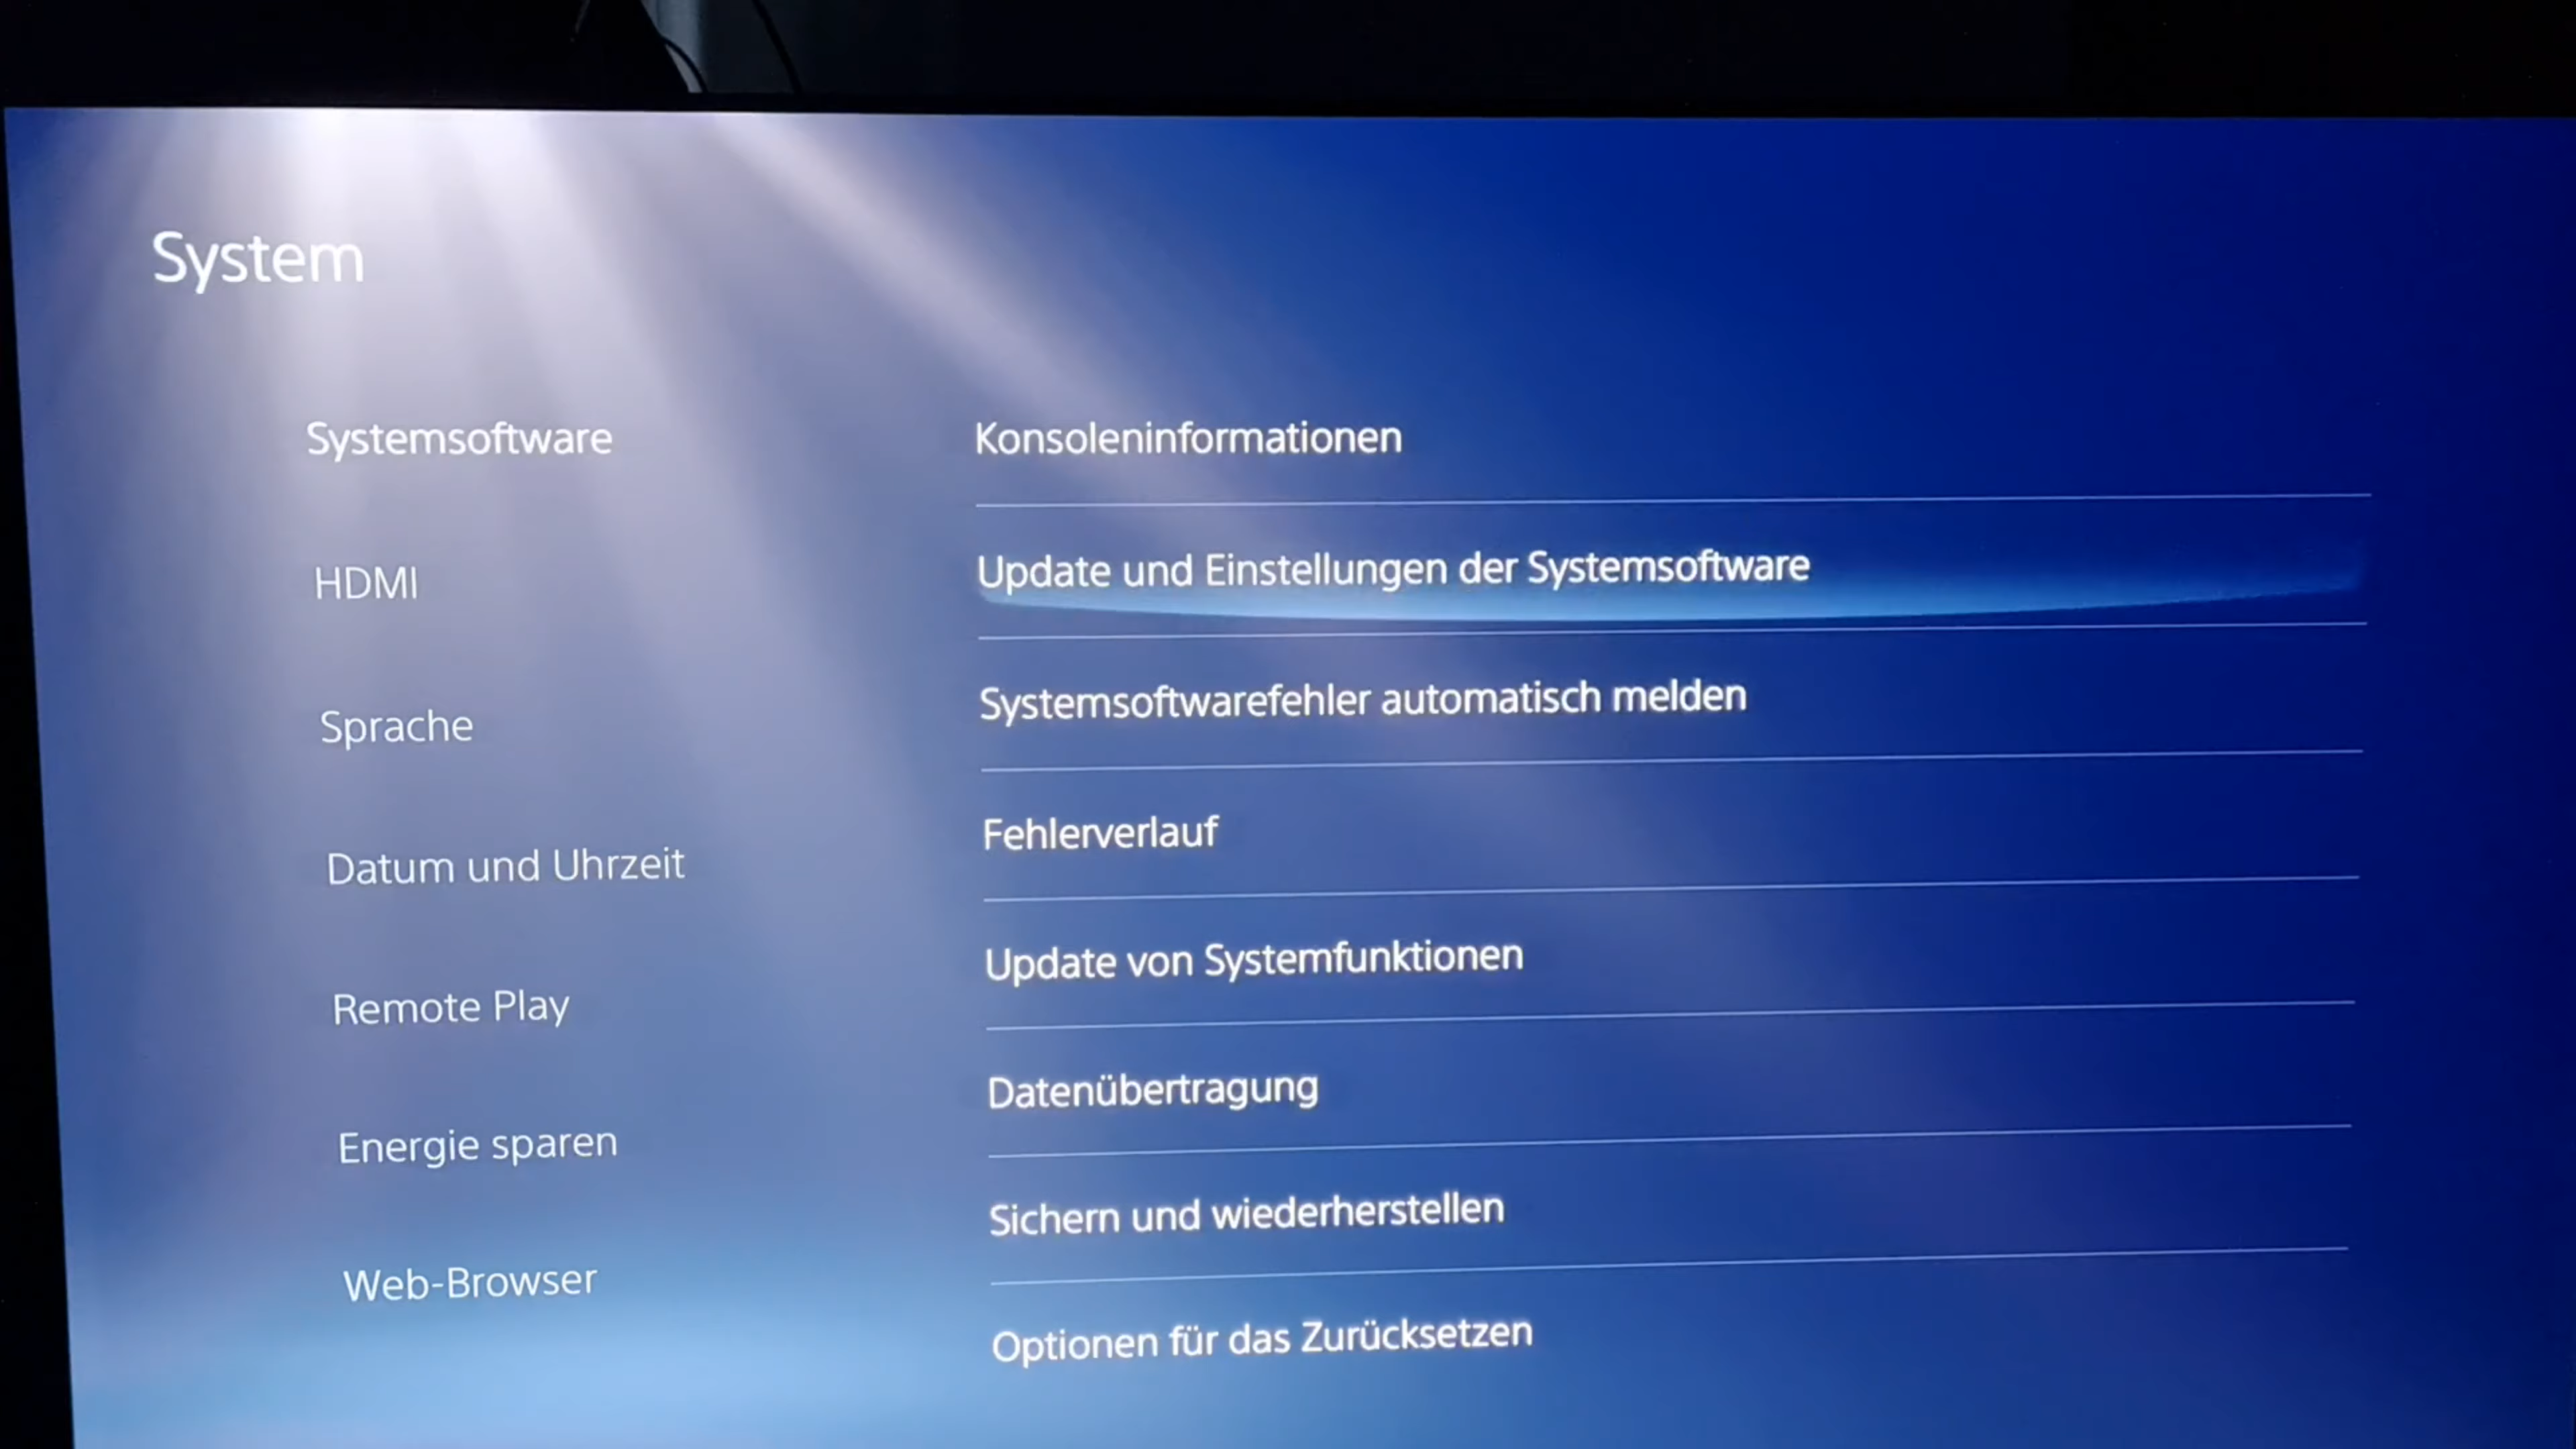 System
Systemsoftware
HDMI
Sprache
Datum und Uhrzeit
Remote Play
Energie sparen
Web-Browser
Konsoleninformationen
Update und Einstellungen der Systemsoftware
Systemsoftwarefehler automatisch melden
Fehlerverlauf
Update von Systemfunktionen
Datenübertragung
Sichern und wiederherstellen
Optionen für das Zurücksetzen